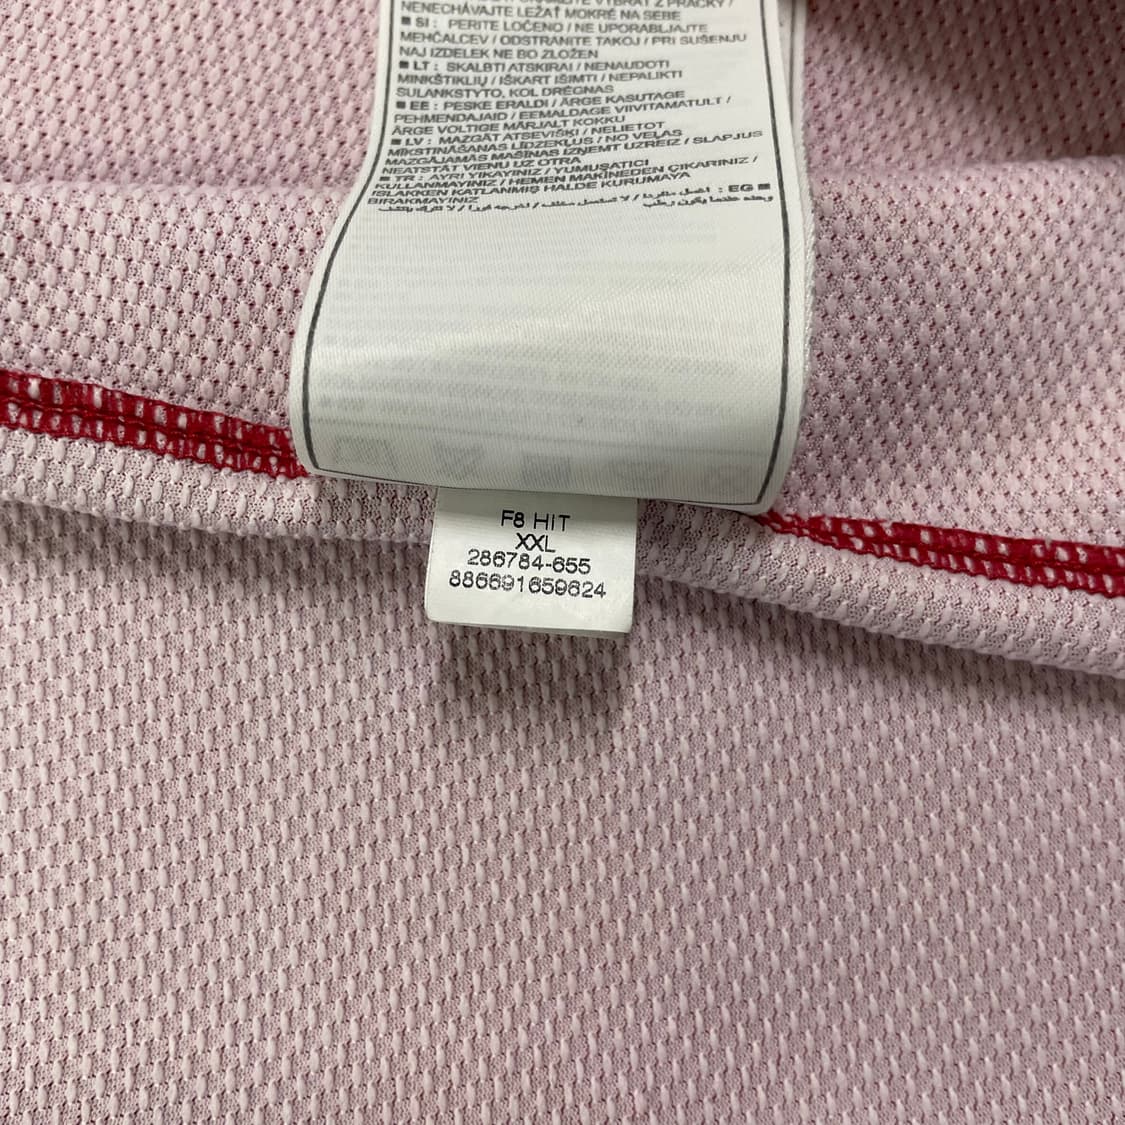 NENECHÁVAJTE LEŽAŤ MOKRÉ NA SEBE
■ SI : PERITE LOČENO / NE UPORABLJAJTE
MEHČALCEV / ODSTRANITE TAKOJ / PRI SUŠENJU
NAJ IZDELEK NE BO ZLOŽEN
■ LT : SKALBTI ATSKIRAI / NENAUDOTI
MINKŠTIKLIŲ / IŠKART IŠIMTI / NEPALIKTI
SULANKSTYTO, KOL DRĖGNAS
■ EE : PESKE ERALDI / ÄRGE KASUTAGE
PEHMENDAJAID / EEMALDAGE VIIVITAMATULT /
ÄRGE VOLTIGE MÄRJALT KOKKU
■ LV : MAZGĀT ATSEVIŠĶI / NELIETOT
MĪKSTINĀŠANAS LĪDZEKĻUS / NO VEĻAS
MAZGĀJAMĀS MAŠĪNAS IZŅEMT UZREIZ / SLAPJUS
NEATSTĀT VIENU UZ OTRA
■ TR : AYRI YIKAYINIZ / YUMUŞATICI
KULLANMAYINIZ / HEMEN MAKİNEDEN ÇIKARINIZ /
ISLAKKEN KATLANMIŞ HALDE KURUMAYA
BIRAKMAYINIZ
F8 HIT
XXL
286784-655
886691659624